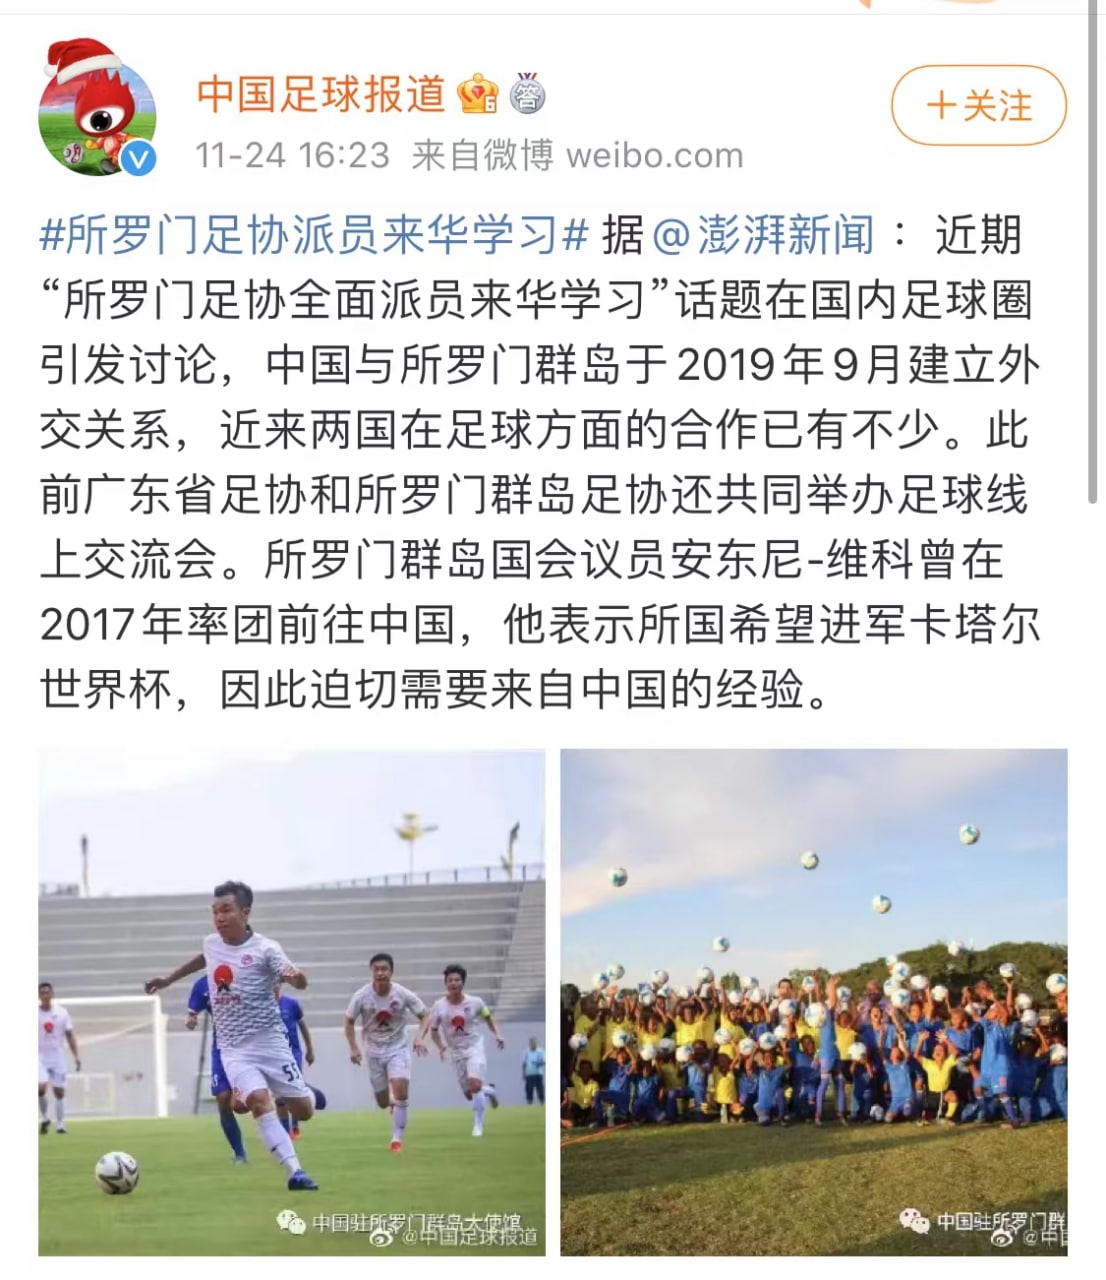 中国足球报道
6
答
+关注
11-24 16:23 来自微博 weibo.com
#所罗门足协派员来华学习# 据@澎湃新闻 ： 近期
“所罗门足协全面派员来华学习”话题在国内足球圈
引发讨论，中国与所罗门群岛于2019年9月建立外
交关系，近来两国在足球方面的合作已有不少。此
前广东省足协和所罗门群岛足协还共同举办足球线
上交流会。所罗门群岛国会议员安东尼-维科曾在
2017年率团前往中国，他表示所国希望进军卡塔尔
世界杯，因此迫切需要来自中国的经验。
55
中国驻所罗门群岛大使馆
@中国足球报道
中国驻所罗门群
@中国